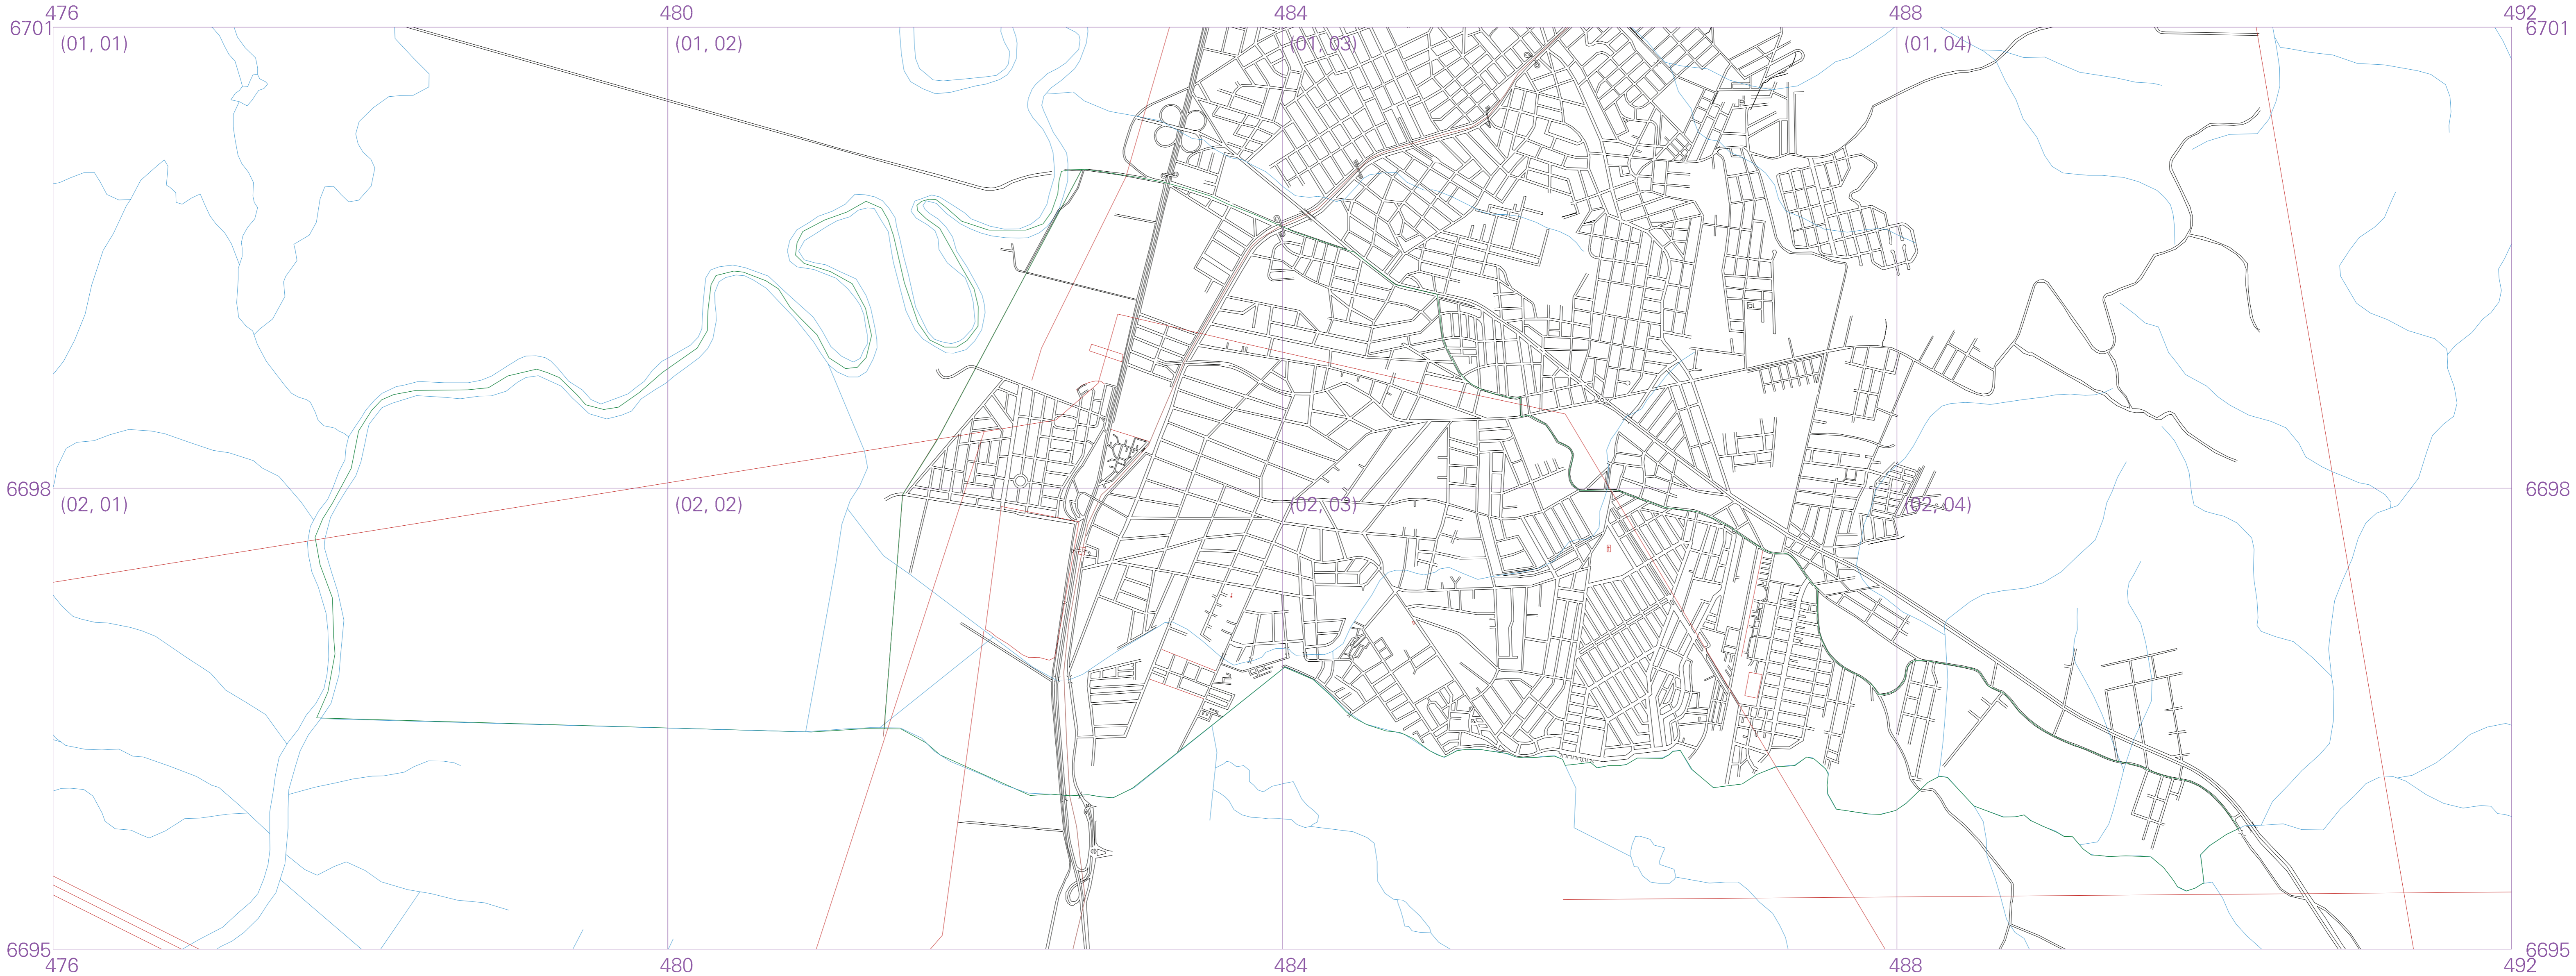 476 480 484 488 492
6701 6701
(01, 01) (01, 02) (01, 03) (01, 04)
6698 6698
(02, 01) (02, 02) (02, 03) (02, 04)
6695 6695
476 480 484 488 492